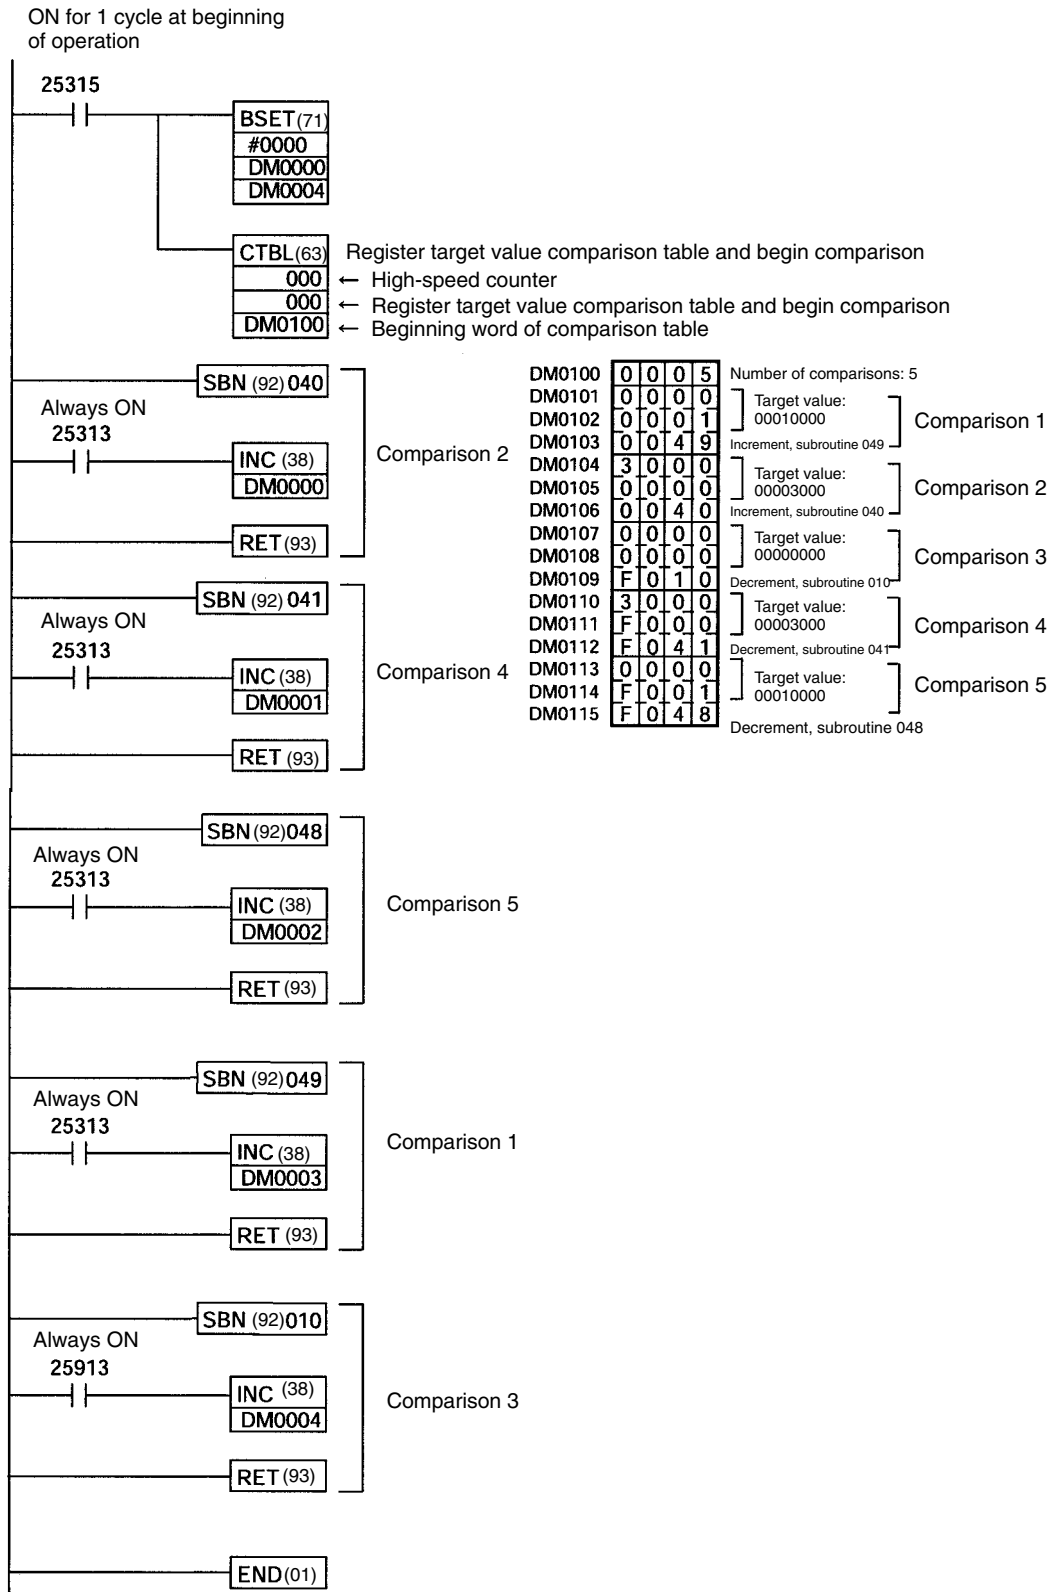 ON for 1 cycle at beginning
of operation
25315
BSET(71)
#0000
DM0000
DM0004
CTBL(63) Register target value comparison table and begin comparison
000 ← High-speed counter
000 ← Register target value comparison table and begin comparison
DM0100 ← Beginning word of comparison table
SBN (92) 040
Always ON
25313
INC (38)
DM0000
RET(93)
Comparison 2
SBN (92) 041
Always ON
25313
INC (38)
DM0001
RET (93)
Comparison 4
DM0100 0 0 0 5 Number of comparisons: 5
DM0101 0 0 0 0 Target value:
DM0102 0 0 0 1 00010000
DM0103 0 0 4 9 Increment, subroutine 049
Comparison 1
DM0104 3 0 0 0 Target value:
DM0105 0 0 0 0 00003000
DM0106 0 0 4 0 Increment, subroutine 040
Comparison 2
DM0107 0 0 0 0 Target value:
DM0108 0 0 0 0 00000000
DM0109 F 0 1 0 Decrement, subroutine 010
Comparison 3
DM0110 3 0 0 0 Target value:
DM0111 F 0 0 0 00003000
DM0112 F 0 4 1 Decrement, subroutine 041
Comparison 4
DM0113 0 0 0 0 Target value:
DM0114 F 0 0 1 00010000
DM0115 F 0 4 8 Decrement, subroutine 048
Comparison 5
SBN (92)048
Always ON
25313
INC (38)
DM0002
RET (93)
Comparison 5
SBN (92) 049
Always ON
25313
INC (38)
DM0003
RET (93)
Comparison 1
SBN (92)010
Always ON
25913
INC (38)
DM0004
RET (93)
Comparison 3
END(01)